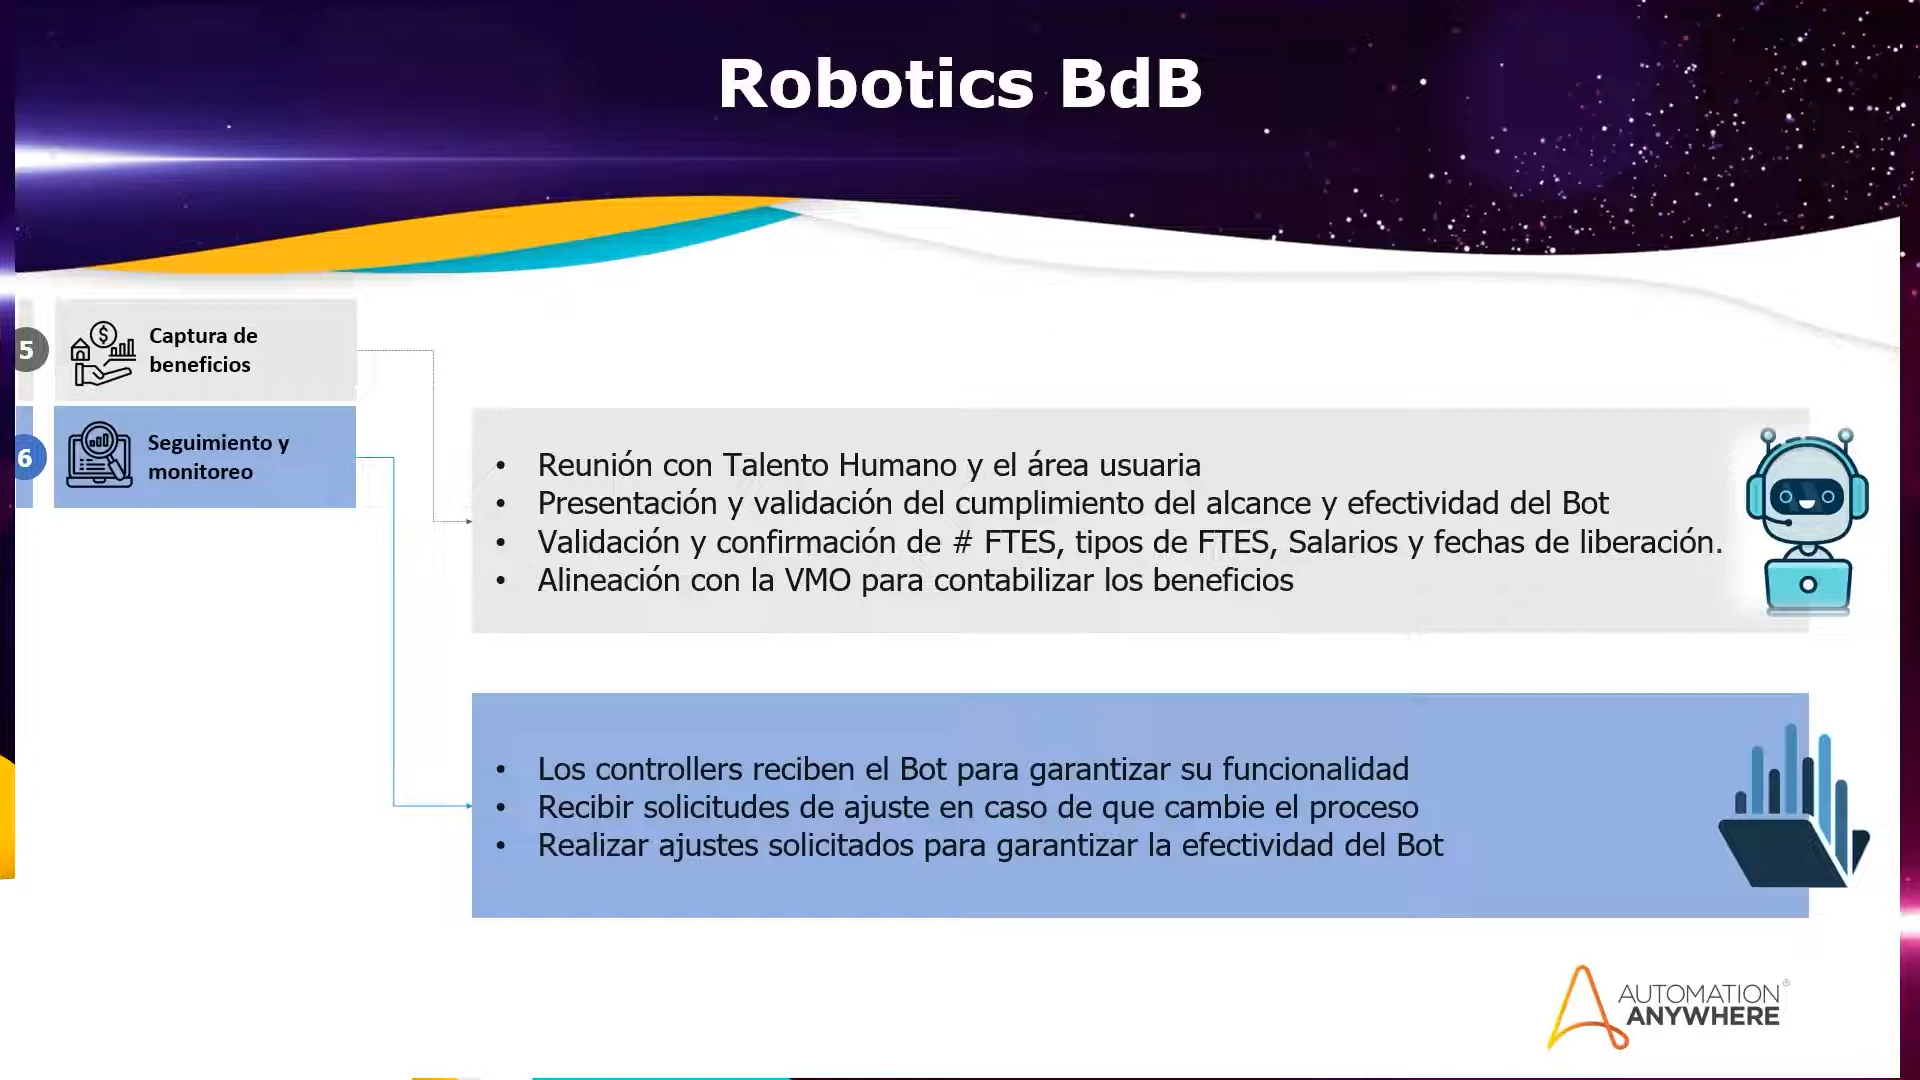 Robotics BdB
5
Captura de
beneficios
6
Seguimiento y
monitoreo
• Reunión con Talento Humano y el área usuaria
• Presentación y validación del cumplimiento del alcance y efectividad del Bot
• Validación y confirmación de # FTES, tipos de FTES, Salarios y fechas de liberación.
• Alineación con la VMO para contabilizar los beneficios
• Los controllers reciben el Bot para garantizar su funcionalidad
• Recibir solicitudes de ajuste en caso de que cambie el proceso
• Realizar ajustes solicitados para garantizar la efectividad del Bot
AUTOMATION®
ANYWHERE